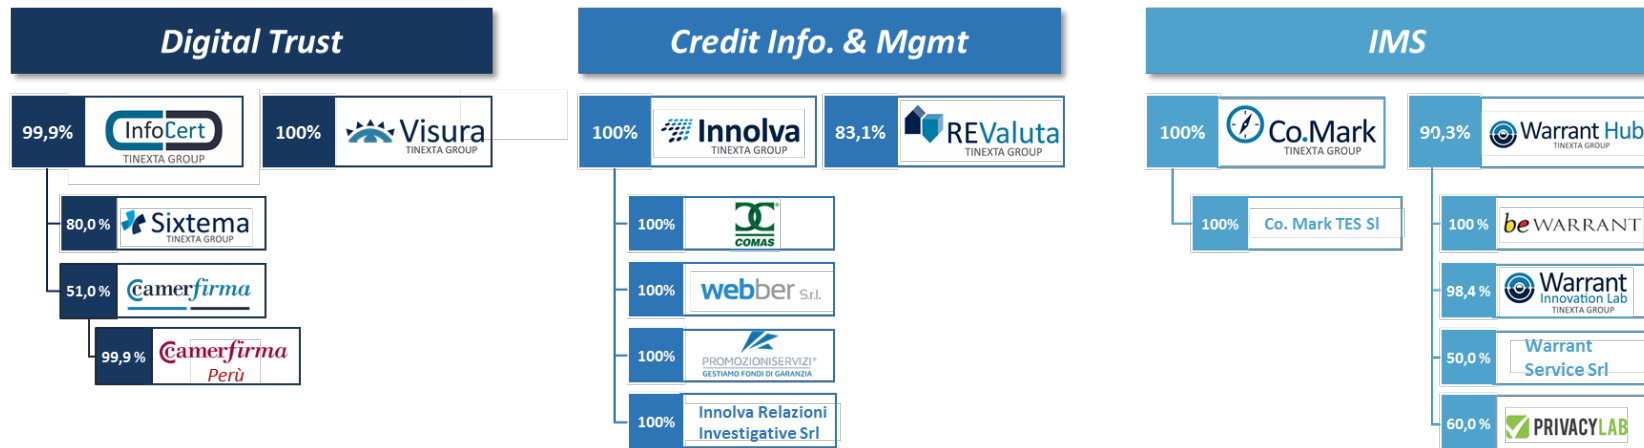 Digital Trust
99,9%
InfoCert
TINEXTA GROUP
100%
Visura
TINEXTA GROUP
80,0 %
Sixtema
TINEXTA GROUP
51,0 %
Camerfirma
99,9 %
Camerfirma
Perù
Credit Info. & Mgmt
100%
Innolva
TINEXTA GROUP
83,1%
REValuta
TINEXTA GROUP
100%
COMAS
100%
webber S.r.l.
100%
PROMOZIONISERVIZI®
GESTIAMO FONDI DI GARANZIA
100%
Innolva Relazioni
Investigative Srl
IMS
100%
Co.Mark
TINEXTA GROUP
90,3%
Warrant Hub
TINEXTA GROUP
100%
Co. Mark TES Sl
100 %
be WARRANT
98,4 %
Warrant
Innovation Lab
TINEXTA GROUP
50,0 %
Warrant
Service Srl
60,0 %
PRIVACYLAB